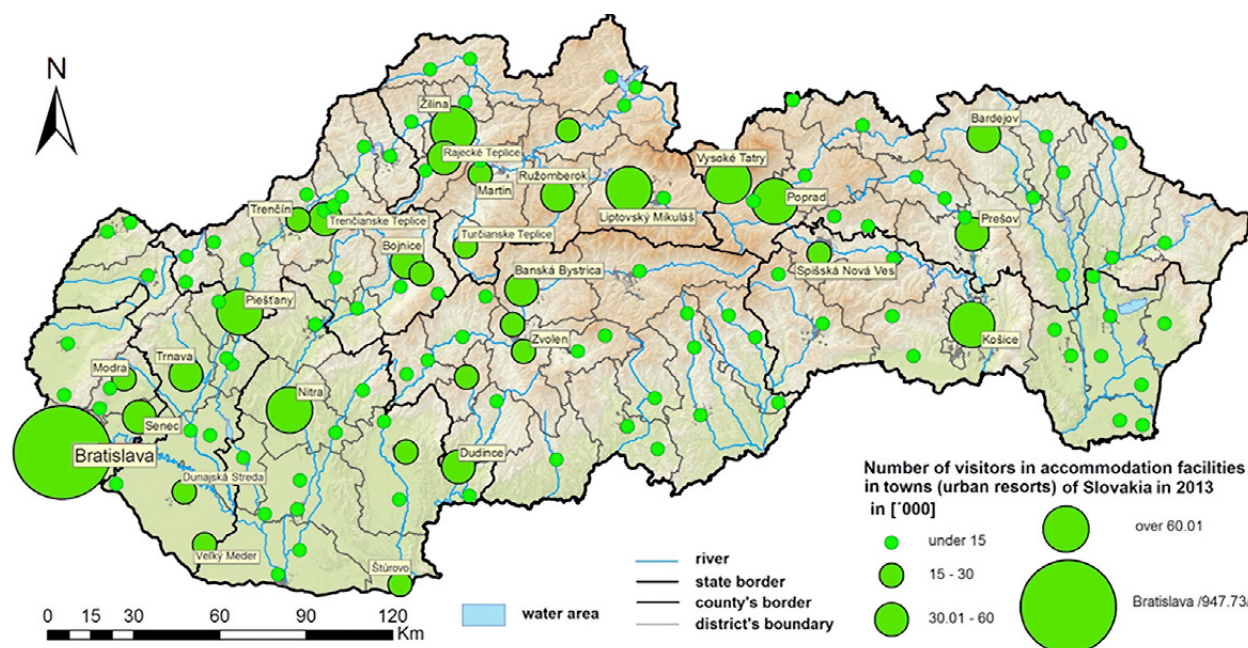 N
Žilina
Rajecké Teplice
Martin
Ružomberok
Liptovský Mikuláš
Vysoké Tatry
Poprad
Bardejov
Prešov
Trenčín
Trenčianske Teplice
Bojnice
Turčianske Teplice
Banská Bystrica
Spišská Nová Ves
Košice
Piešťany
Zvolen
Modra
Trnava
Nitra
Senec
Bratislava
Dudince
Dunajská Streda
Veľký Meder
Štúrovo
Number of visitors in accommodation facilities
in towns (urban resorts) of Slovakia in 2013
in [´000]
under 15
15 - 30
30.01 - 60
over 60.01
Bratislava /947.73/
river
state border
county's border
district's boundary
water area
0 15 30 60 90 120
Km